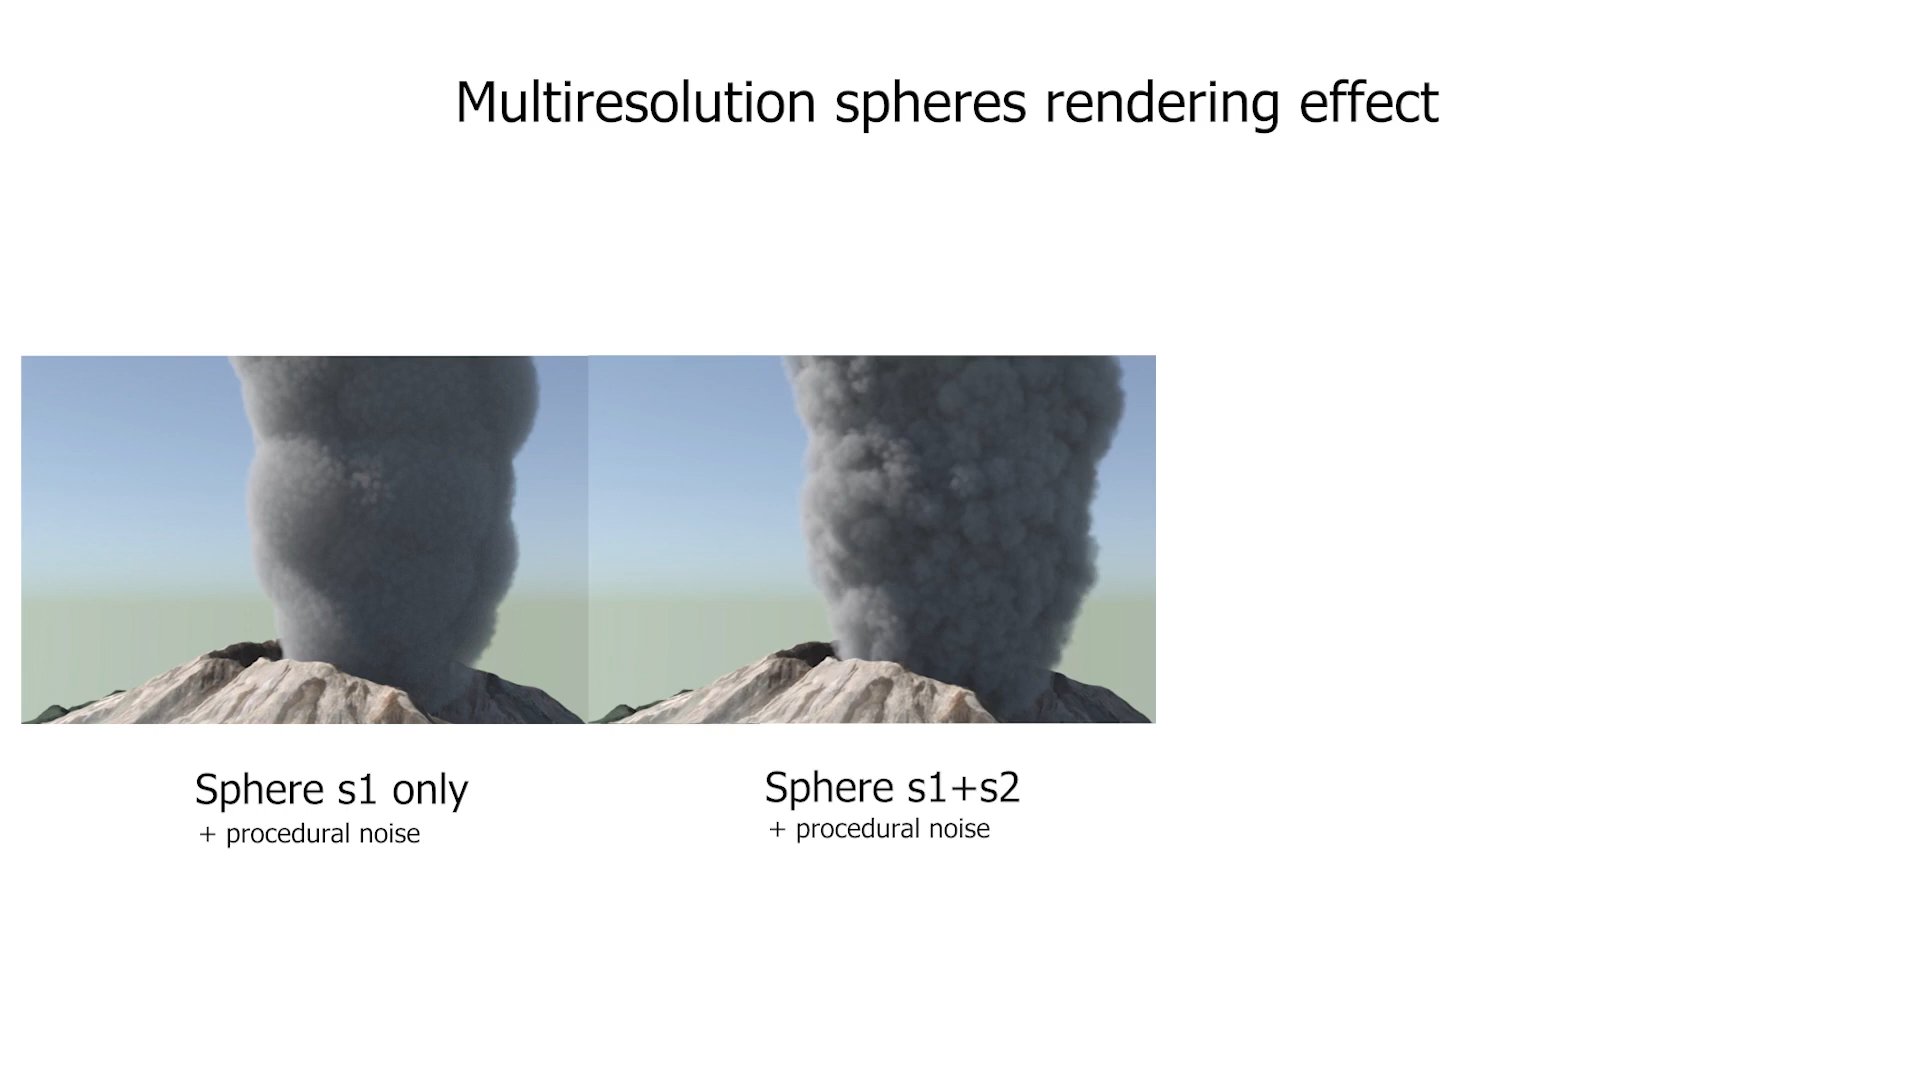 Multiresolution spheres rendering effect
Sphere s1 only
+ procedural noise
Sphere s1+s2
+ procedural noise